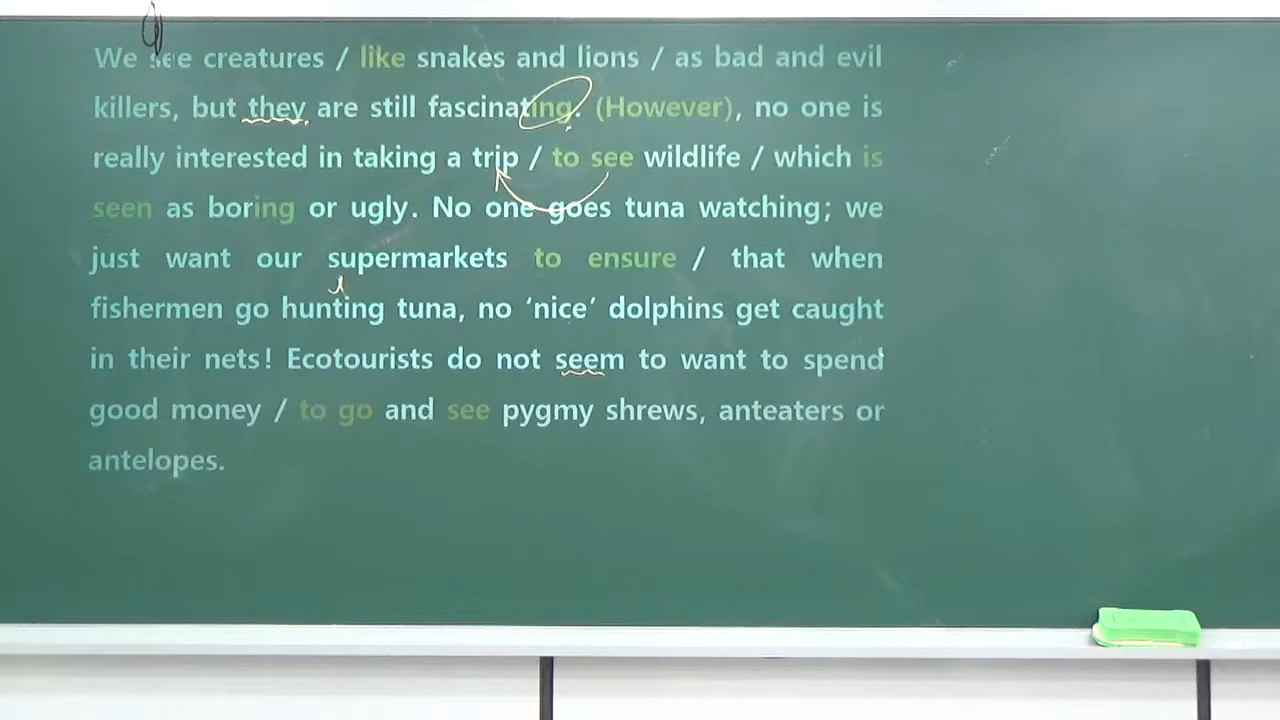 We see creatures / like snakes and lions / as bad and evil
killers, but they are still fascinating. (However), no one is
really interested in taking a trip / to see wildlife / which is
seen as boring or ugly. No one goes tuna watching; we
just want our supermarkets to ensure / that when
fishermen go hunting tuna, no ‘nice’ dolphins get caught
in their nets! Ecotourists do not seem to want to spend
good money / to go and see pygmy shrews, anteaters or
antelopes.